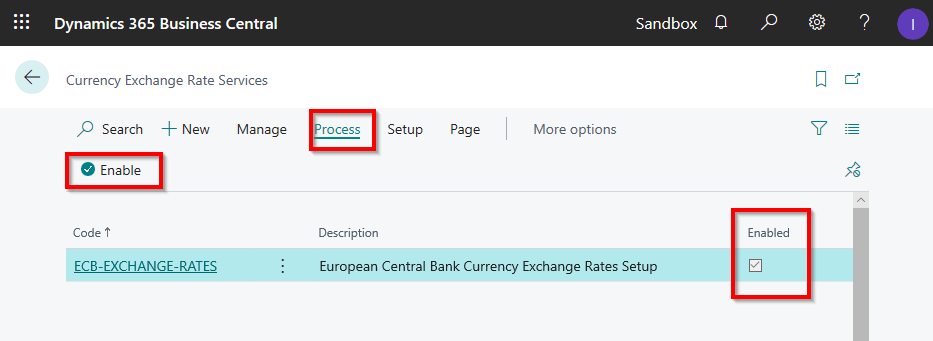 Dynamics 365 Business Central Sandbox ? I
Currency Exchange Rate Services
Search New Manage Process Setup Page More options
Enable
Code ↑ Description Enabled
ECB-EXCHANGE-RATES European Central Bank Currency Exchange Rates Setup